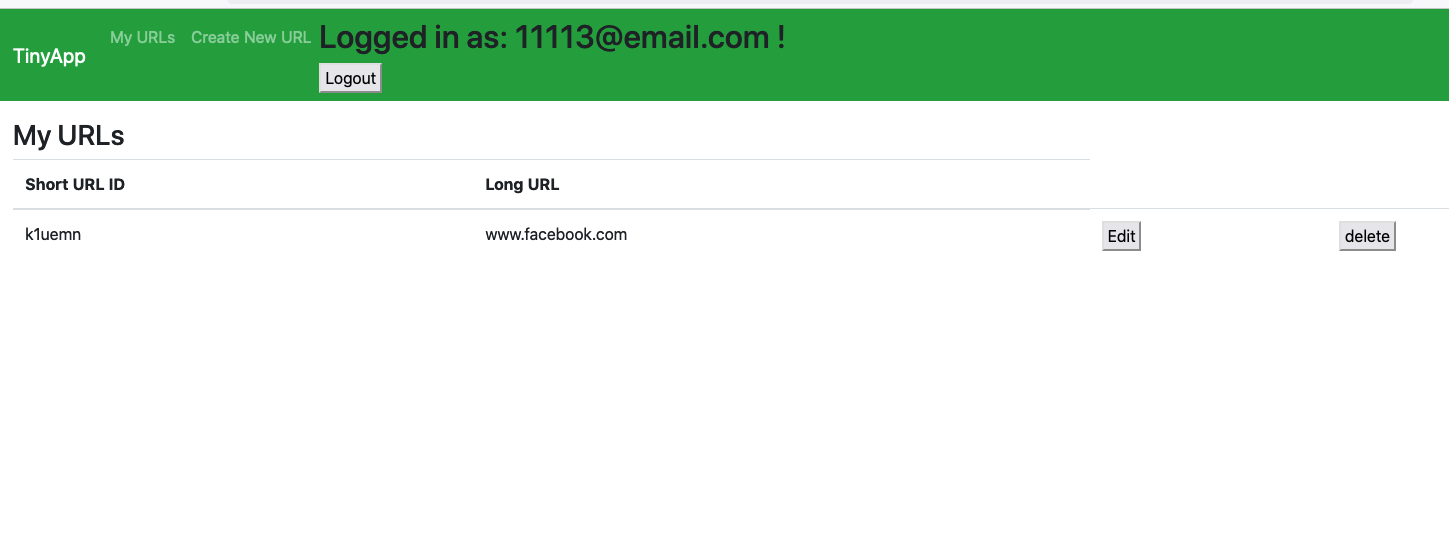 TinyApp
My URLs Create New URL Logged in as: 11113@email.com !
Logout
My URLs
Short URL ID Long URL
k1uemn www.facebook.com Edit delete